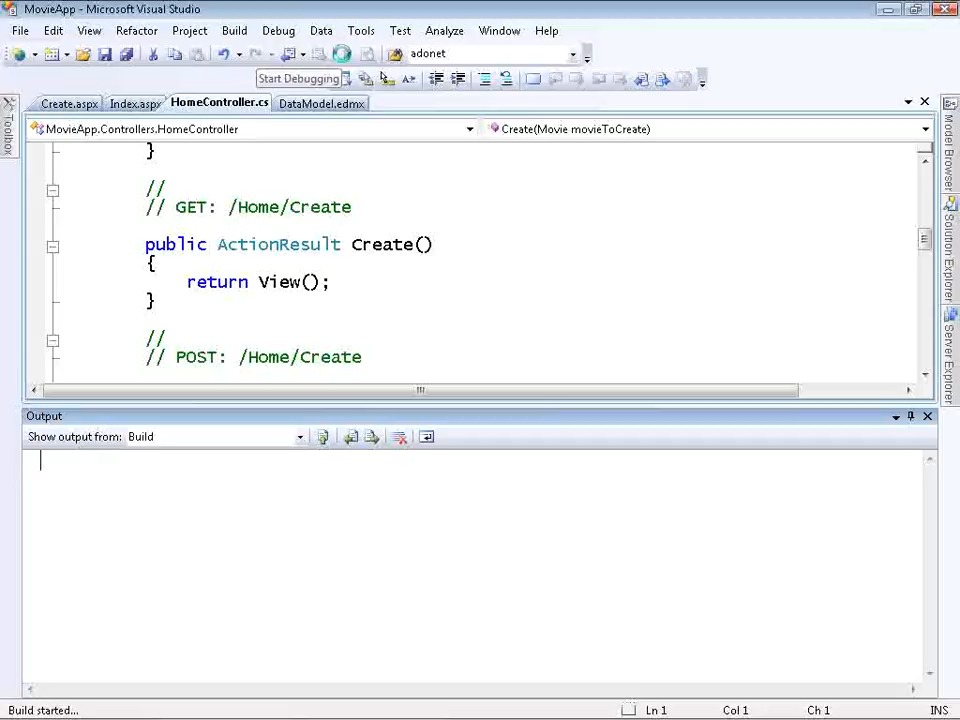 MovieApp - Microsoft Visual Studio
File Edit View Refactor Project Build Debug Data Tools Test Analyze Window Help
adonet
Start Debugging
Create.aspx Index.aspx HomeController.cs DataModel.edmx
MovieApp.Controllers.HomeController Create(Movie movieToCreate)
}
//
// GET: /Home/Create
public ActionResult Create()
{
return View();
}
//
// POST: /Home/Create
Toolbox
Model Browser
Solution Explorer
Server Explorer
Output
Show output from: Build
Build started... Ln 1 Col 1 Ch 1 INS